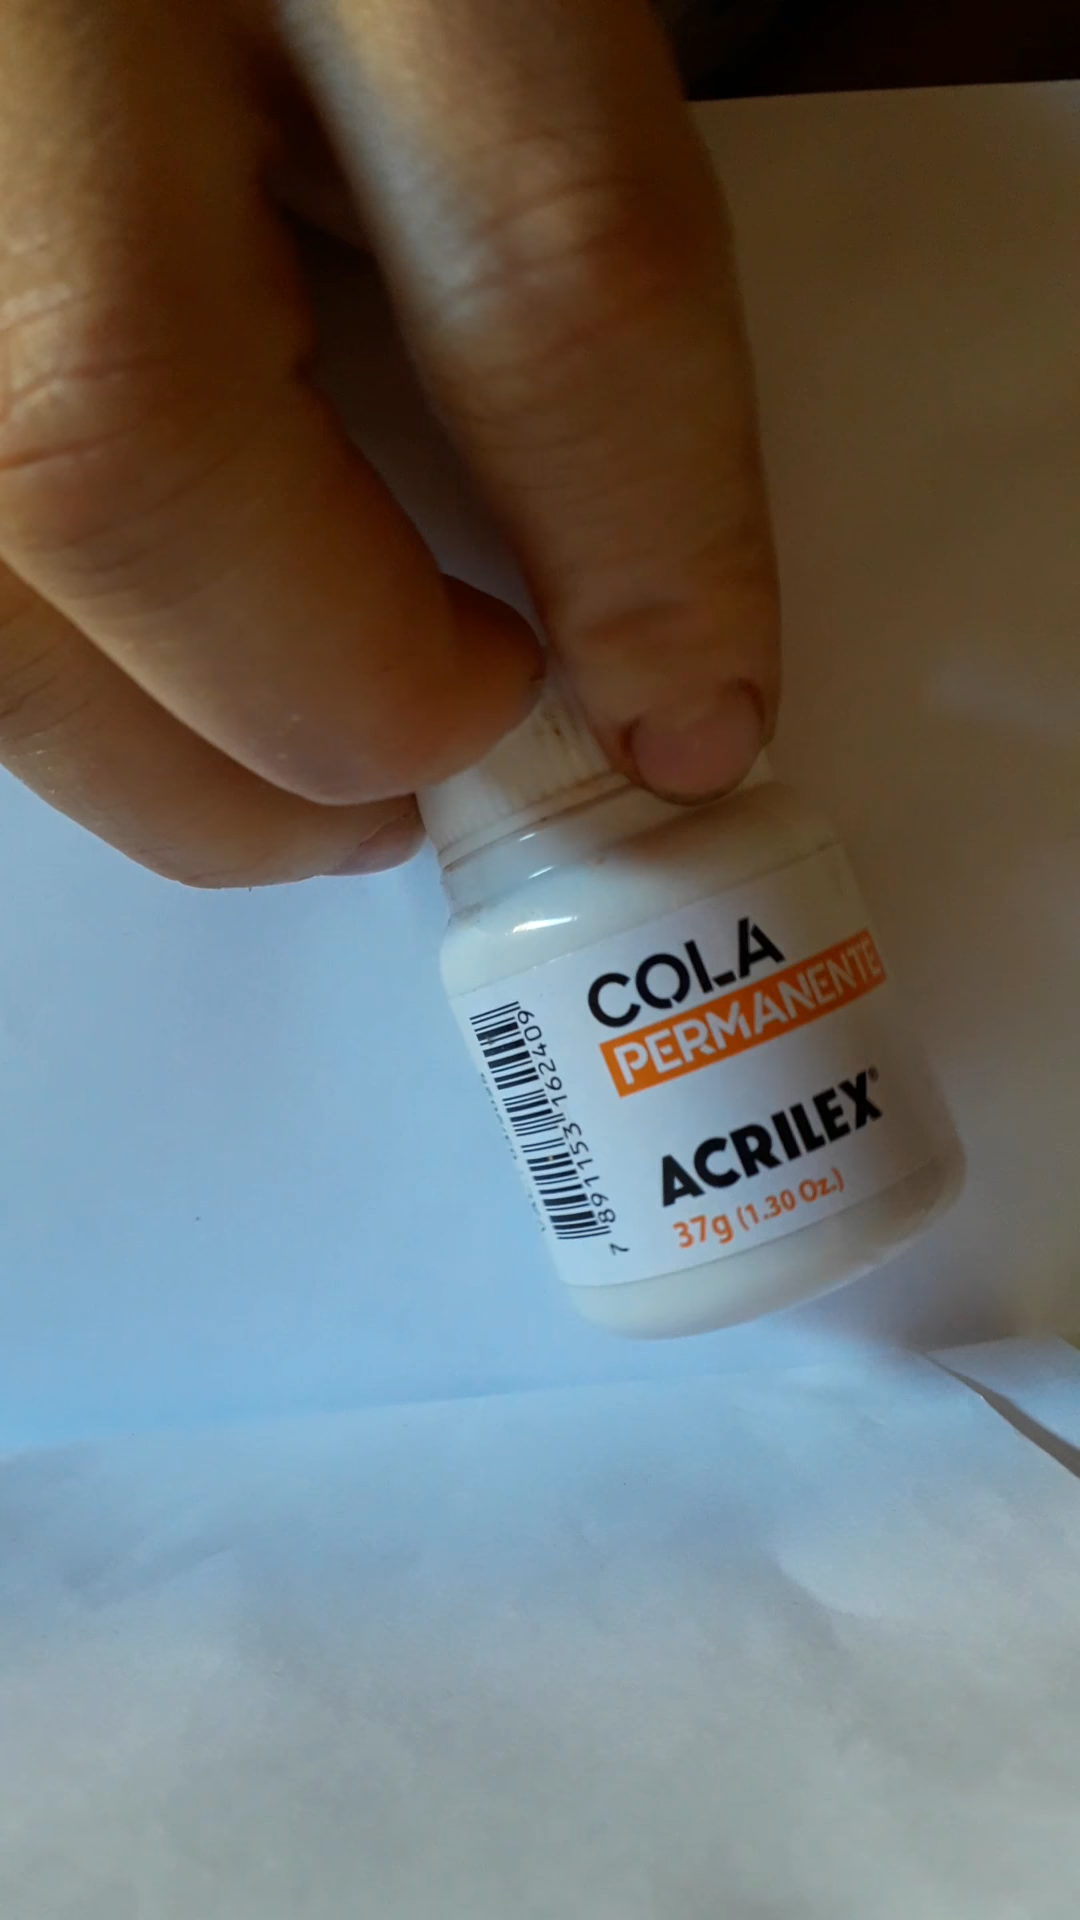 COLA
PERMANENTE
ACRILEX®
37g (1.30 Oz.)
7 891153 162409